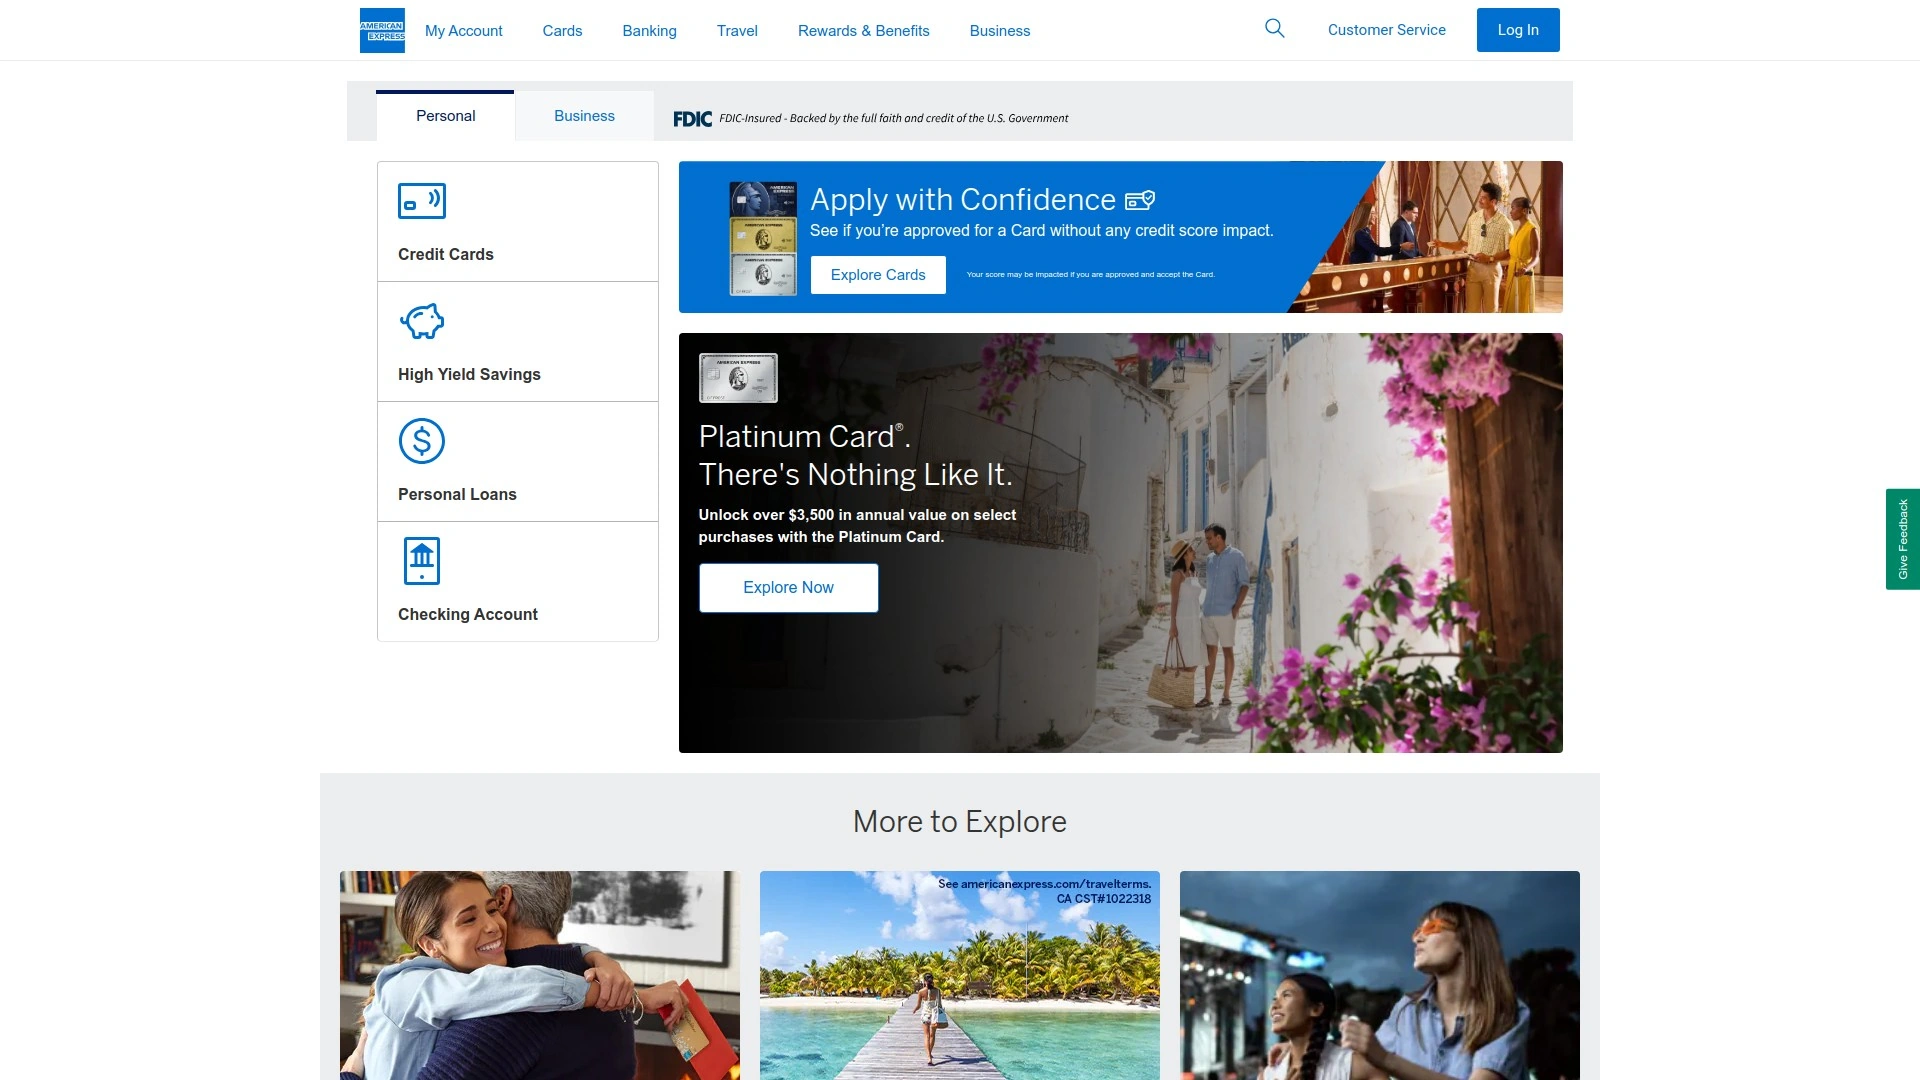 AMERICAN
EXPRESS
My Account
Cards
Banking
Travel
Rewards & Benefits
Business
Customer Service
Log In
Personal
Business
FDIC FDIC-Insured - Backed by the full faith and credit of the U.S. Government
Credit Cards
High Yield Savings
Personal Loans
Checking Account
Apply with Confidence
See if you’re approved for a Card without any credit score impact.
Explore Cards
Your score may be impacted if you are approved and accept the Card.
AMERICAN EXPRESS
Platinum Card®.
There's Nothing Like It.
Unlock over $3,500 in annual value on select
purchases with the Platinum Card.
Explore Now
Give Feedback
More to Explore
See americanexpress.com/travelterms.
CA CST#1022318